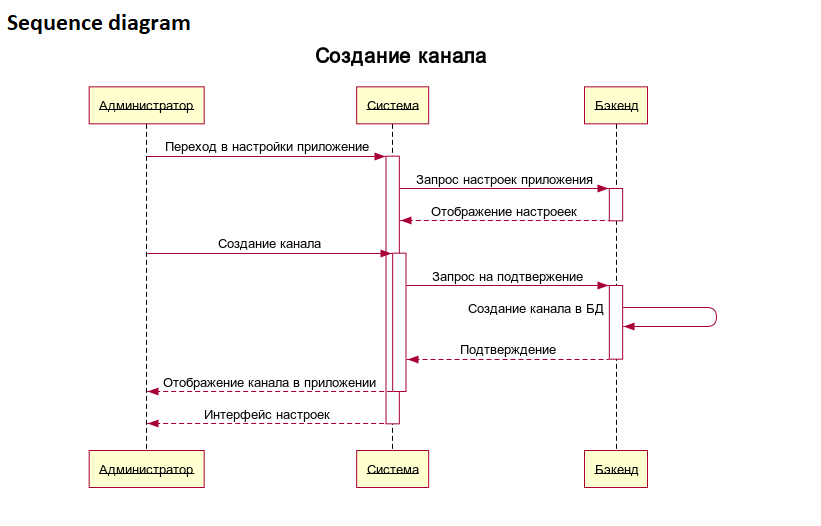 Sequence diagram
Создание канала
Администратор Система Бэкенд
Переход в настройки приложение
Запрос настроек приложения
Отображение настроеек
Создание канала
Запрос на подтвержение
Создание канала в БД
Подтверждение
Отображение канала в приложении
Интерфейс настроек
Администратор Система Бэкенд